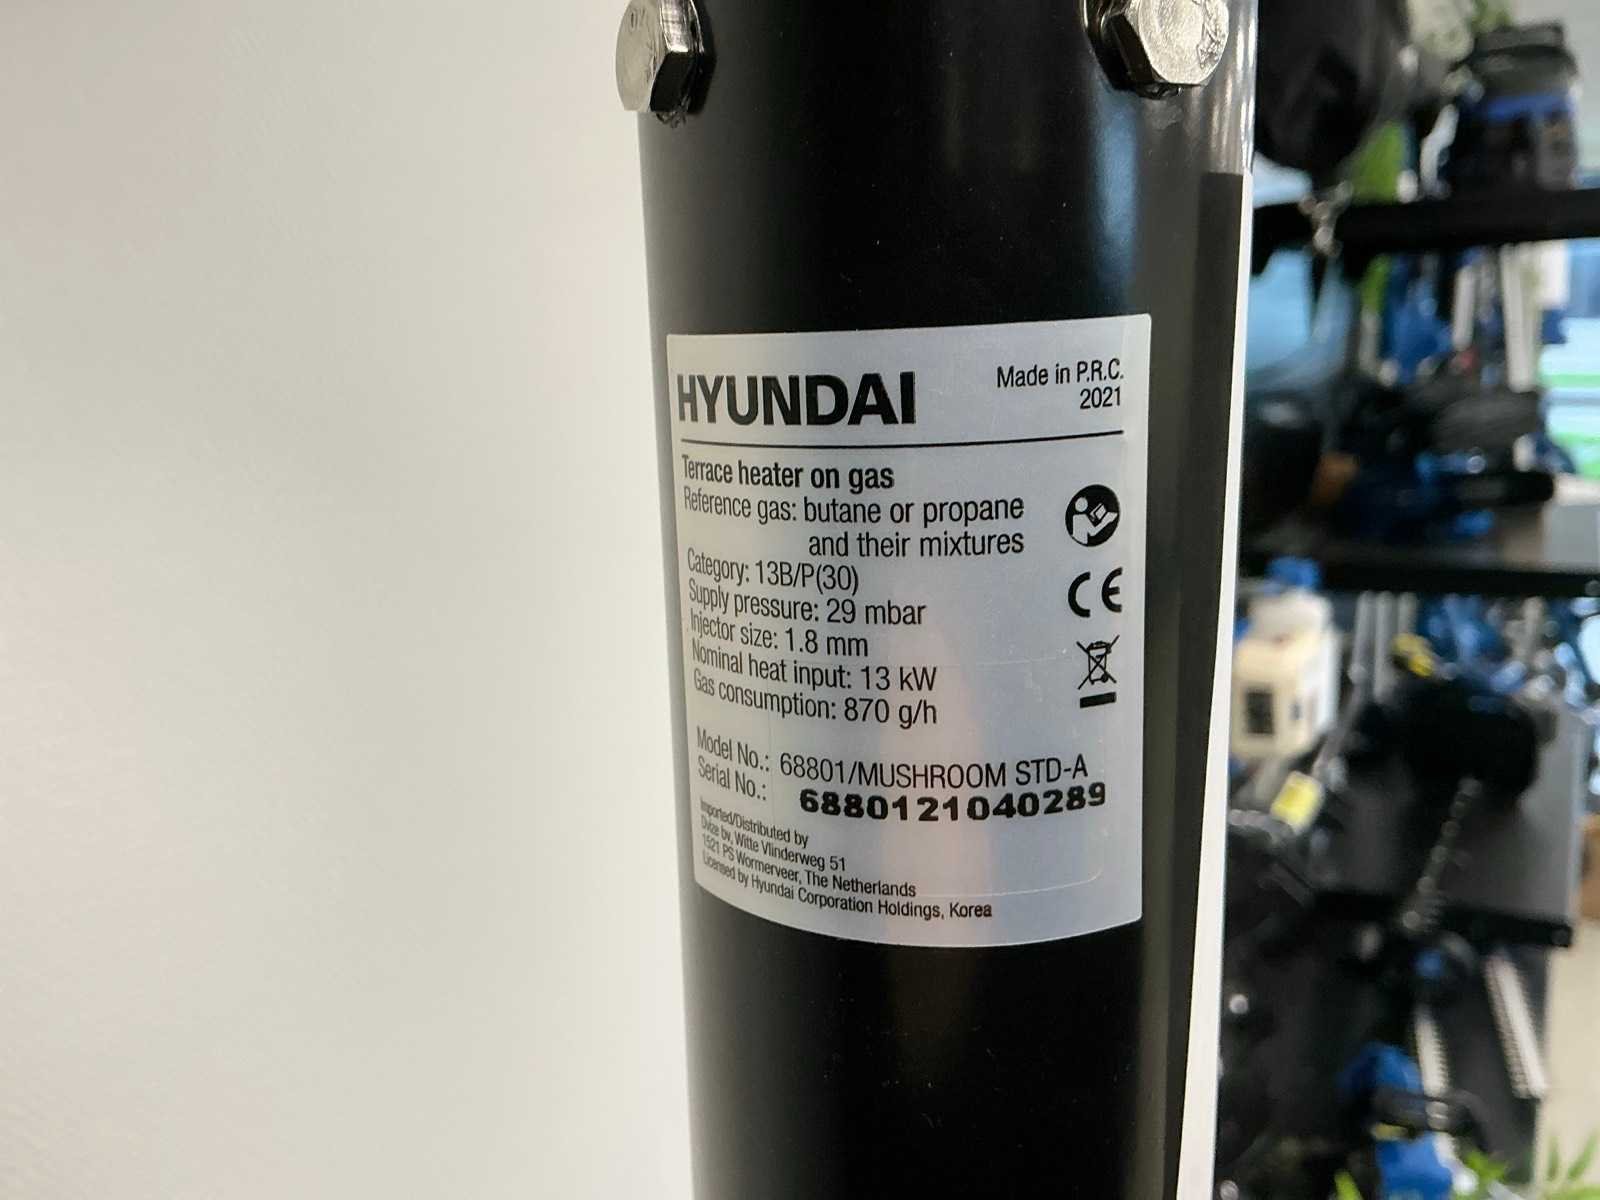 HYUNDAI
Made in P.R.C.
2021
Terrace heater on gas
Reference gas: butane or propane
and their mixtures
Category: 13B/P(30)
Supply pressure: 29 mbar
Injector size: 1.8 mm
Nominal heat input: 13 kW
Gas consumption: 870 g/h
CE
Model No.: 68801/MUSHROOM STD-A
Serial No.: 6880121040289
Imported/Distributed by
Dvize bv, Witte Vlinderweg 51
1521 PS Wormerveer, The Netherlands
Licensed by Hyundai Corporation Holdings, Korea